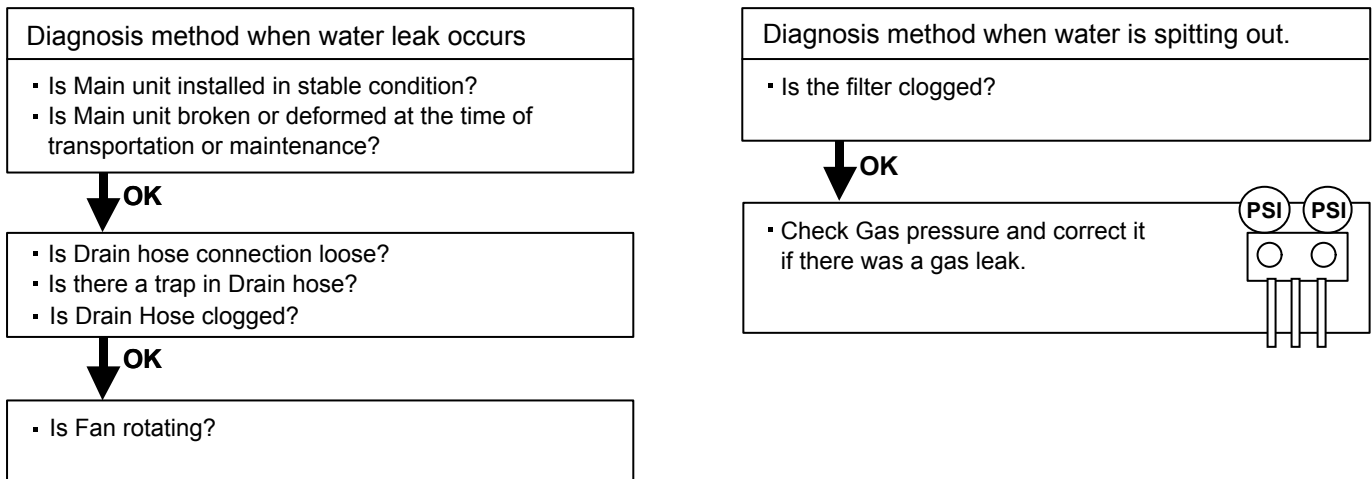 Diagnosis method when water leak occurs
▪ Is Main unit installed in stable condition?
▪ Is Main unit broken or deformed at the time of
transportation or maintenance?
OK
▪ Is Drain hose connection loose?
▪ Is there a trap in Drain hose?
▪ Is Drain Hose clogged?
OK
▪ Is Fan rotating?
Diagnosis method when water is spitting out.
▪ Is the filter clogged?
OK
▪ Check Gas pressure and correct it
if there was a gas leak.
PSI PSI